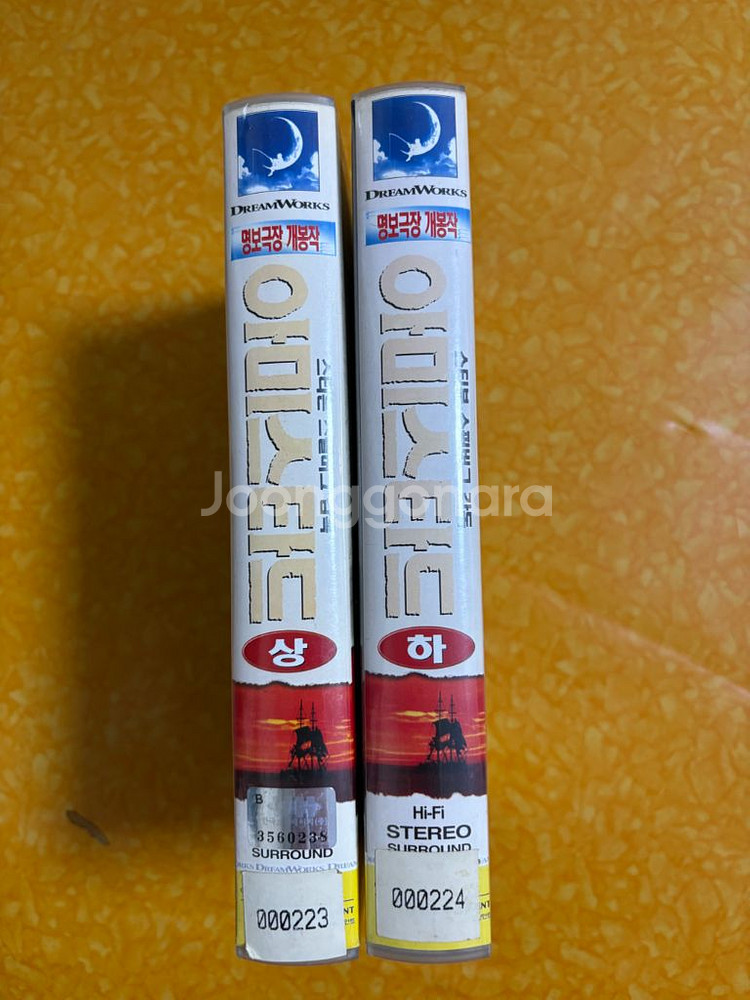 DREAMWORKS
명보극장 개봉작
아미스타드
상
B
3560238
SURROUND
DREAMWORKS
000223
DREAMWORKS
명보극장 개봉작
아미스타드
하
Hi-Fi
STEREO
SURROUND
000224
Joonggonara